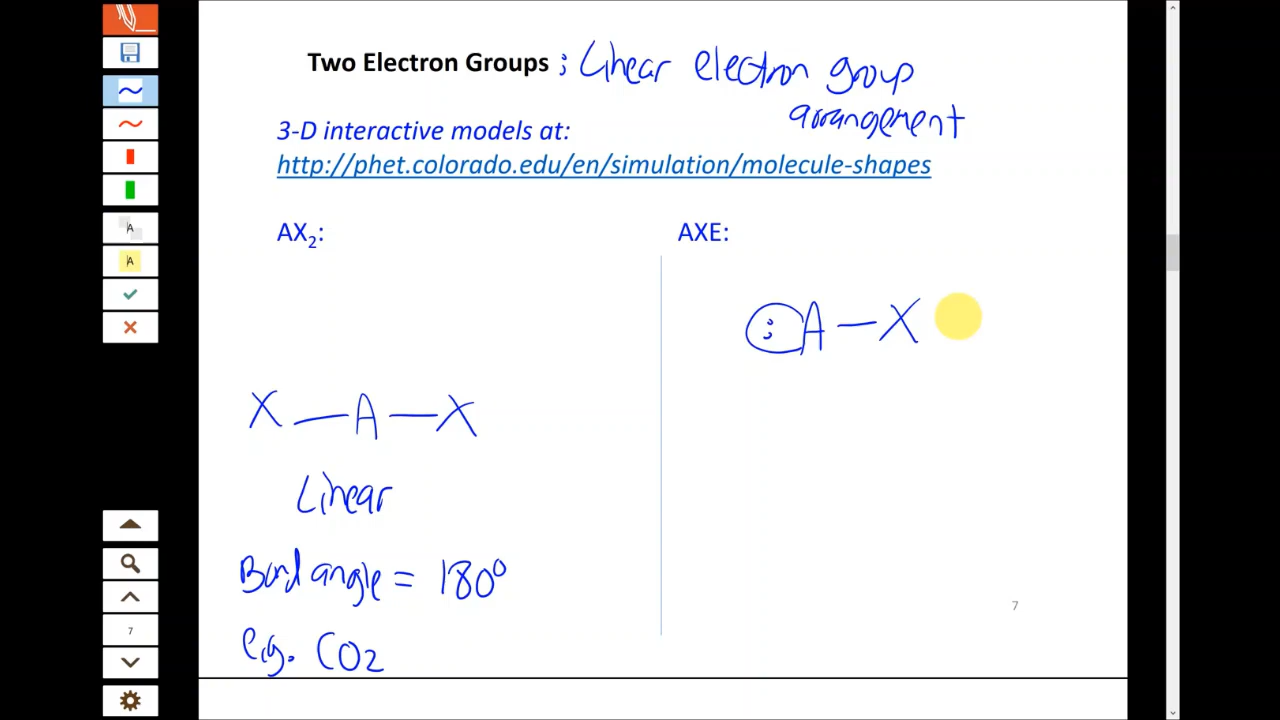 Two Electron Groups : Linear electron group
arrangement
3-D interactive models at:
http://phet.colorado.edu/en/simulation/molecule-shapes
AX₂:
AXE:
:A — X
X — A — X
Linear
Bond angle = 180°
e.g. CO₂
7
A
A
7